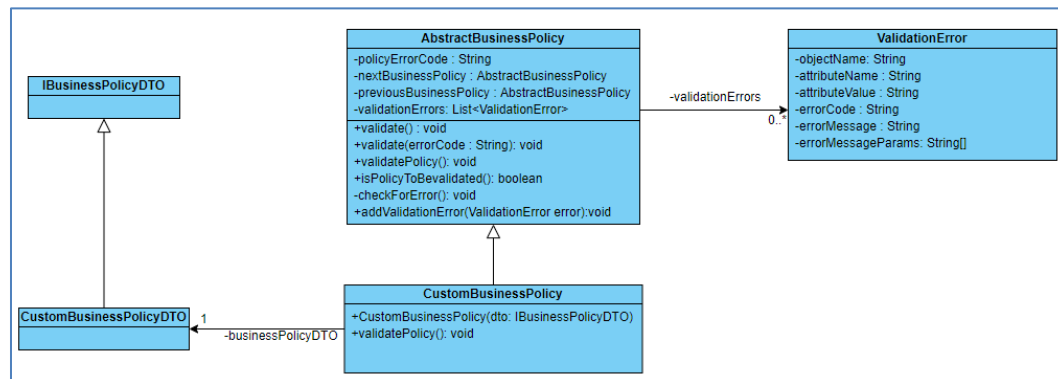 IBusinessPolicyDTO
AbstractBusinessPolicy
-policyErrorCode : String
-nextBusinessPolicy : AbstractBusinessPolicy
-previousBusinessPolicy : AbstractBusinessPolicy
-validationErrors: List<ValidationError>
+validate() : void
+validate(errorCode : String): void
+validatePolicy(): void
+isPolicyToBevalidated(): boolean
-checkForError(): void
+addValidationError(ValidationError error):void
-validationErrors
0..*
ValidationError
-objectName: String
-attributeName : String
-attributeValue : String
-errorCode : String
-errorMessage : String
-errorMessageParams: String[]
CustomBusinessPolicyDTO
1
-businessPolicyDTO
CustomBusinessPolicy
+CustomBusinessPolicy(dto: IBusinessPolicyDTO)
+validatePolicy(): void